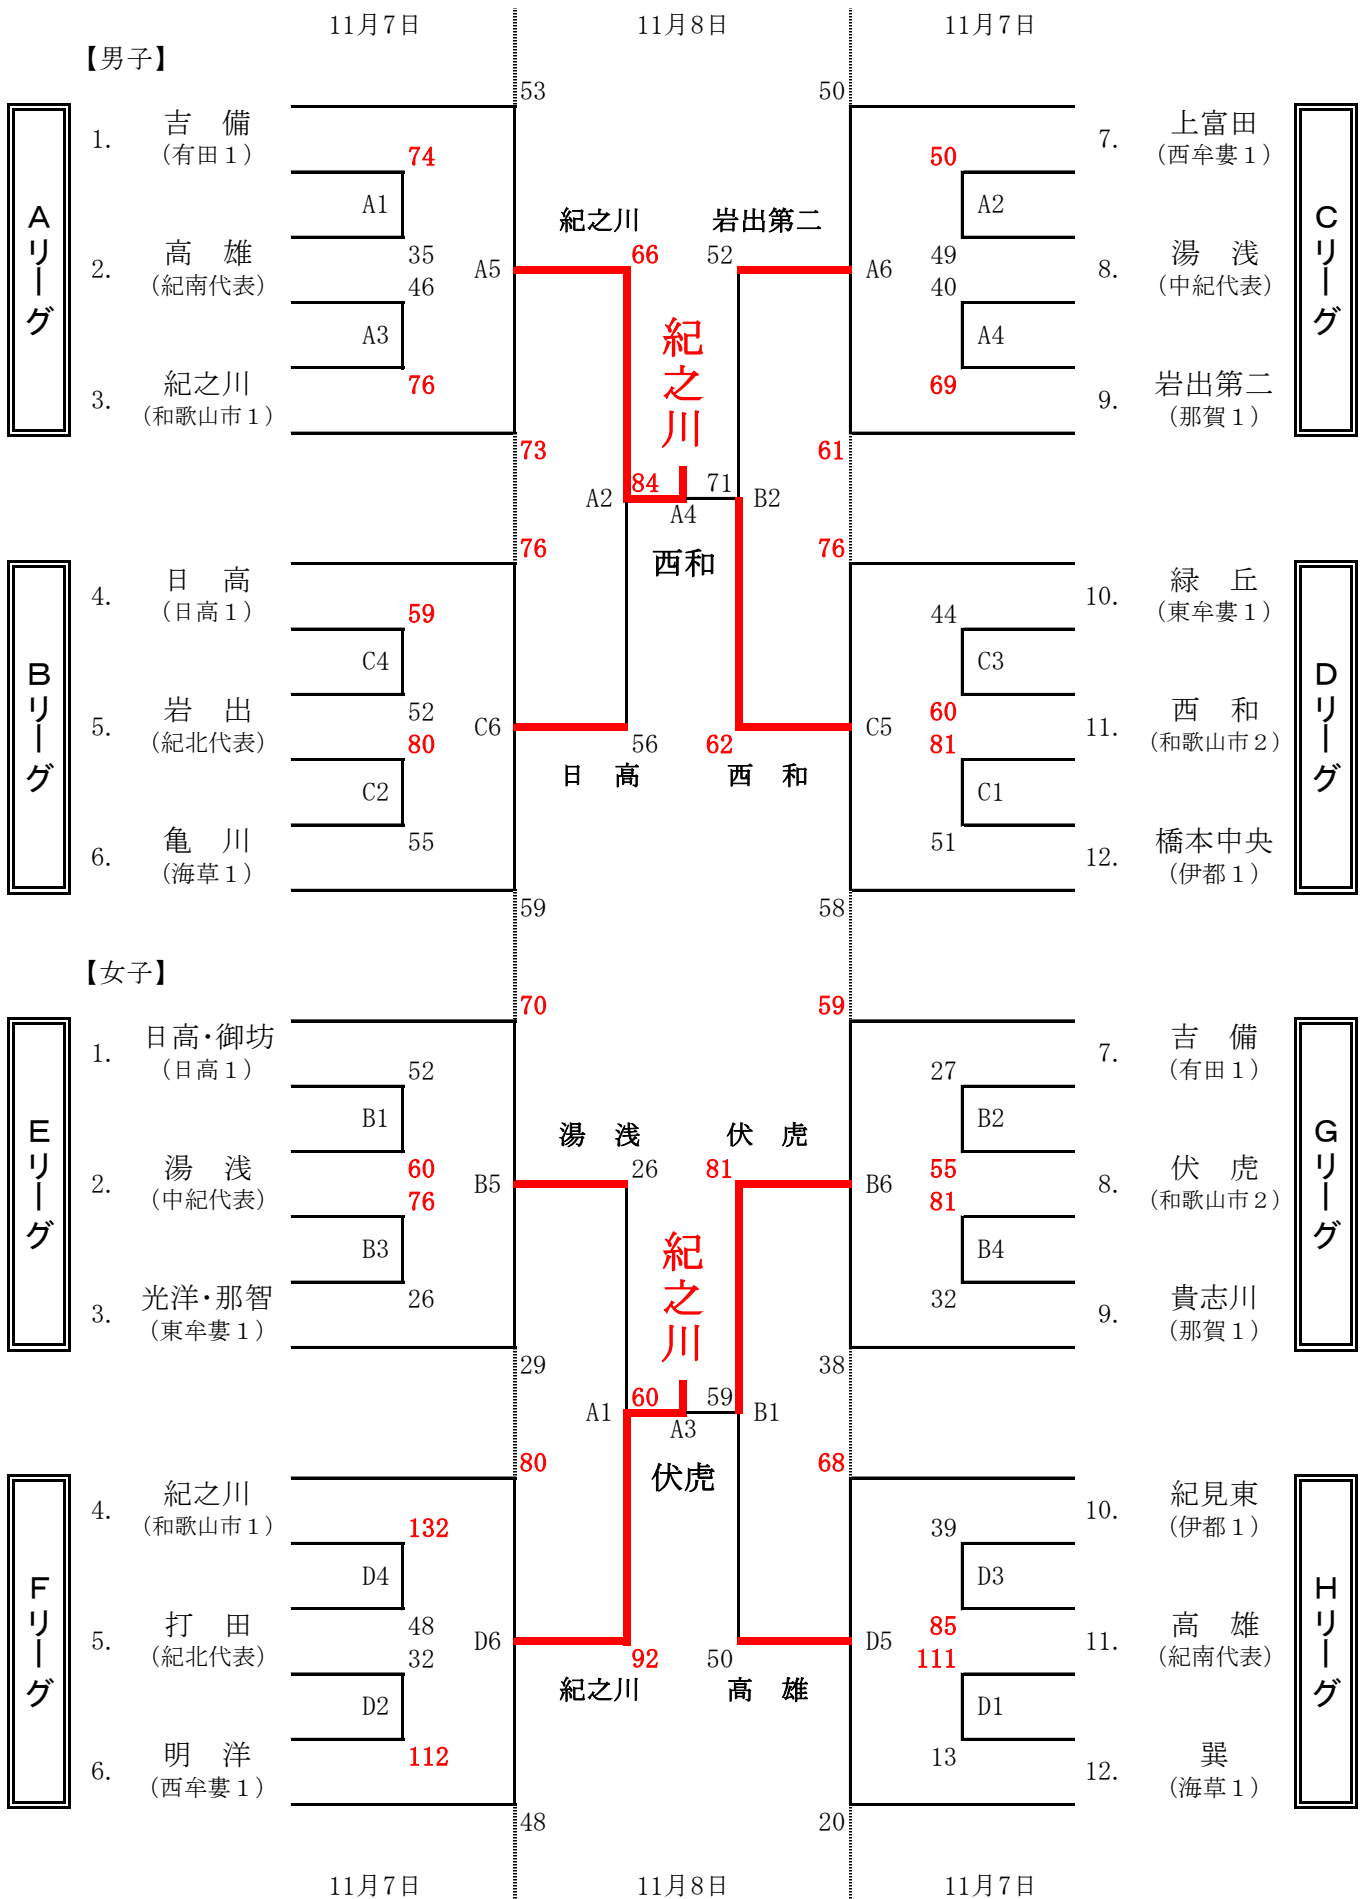 11月7日 11月8日 11月7日
【男子】
53 50
Aリーグ
1. 吉 備
(有田1)
74
A1
35
2. 高 雄
(紀南代表)
46
A3
76
3. 紀之川
(和歌山市1)
A5
73
Cリーグ
7. 上富田
(西牟婁1)
50
A2
49
8. 湯 浅
(中紀代表)
40
A4
69
9. 岩出第二
(那賀1)
A6
61
紀之川 岩出第二
66 52
紀之川
84 71
A2 A4 B2
西和
76 76
Bリーグ
4. 日 高
(日高1)
59
C4
52
5. 岩 出
(紀北代表)
80
C2
55
6. 亀 川
(海草1)
C6
59
Dリーグ
10. 緑 丘
(東牟婁1)
44
C3
60
11. 西 和
(和歌山市2)
81
C1
51
12. 橋本中央
(伊都1)
C5
58
56 62
日 高 西 和
【女子】
70 59
Eリーグ
1. 日高・御坊
(日高1)
52
B1
60
2. 湯 浅
(中紀代表)
76
B3
26
3. 光洋・那智
(東牟婁1)
B5
29
Gリーグ
7. 吉 備
(有田1)
27
B2
55
8. 伏 虎
(和歌山市2)
81
B4
32
9. 貴志川
(那賀1)
B6
38
湯 浅 伏 虎
26 81
紀之川
60 59
A1 A3 B1
伏虎
80 68
Fリーグ
4. 紀之川
(和歌山市1)
132
D4
48
5. 打 田
(紀北代表)
32
D2
112
6. 明 洋
(西牟婁1)
D6
48
Hリーグ
10. 紀見東
(伊都1)
39
D3
85
11. 高 雄
(紀南代表)
111
D1
13
12. 巽
(海草1)
D5
20
92 50
紀之川 高 雄
11月7日 11月8日 11月7日